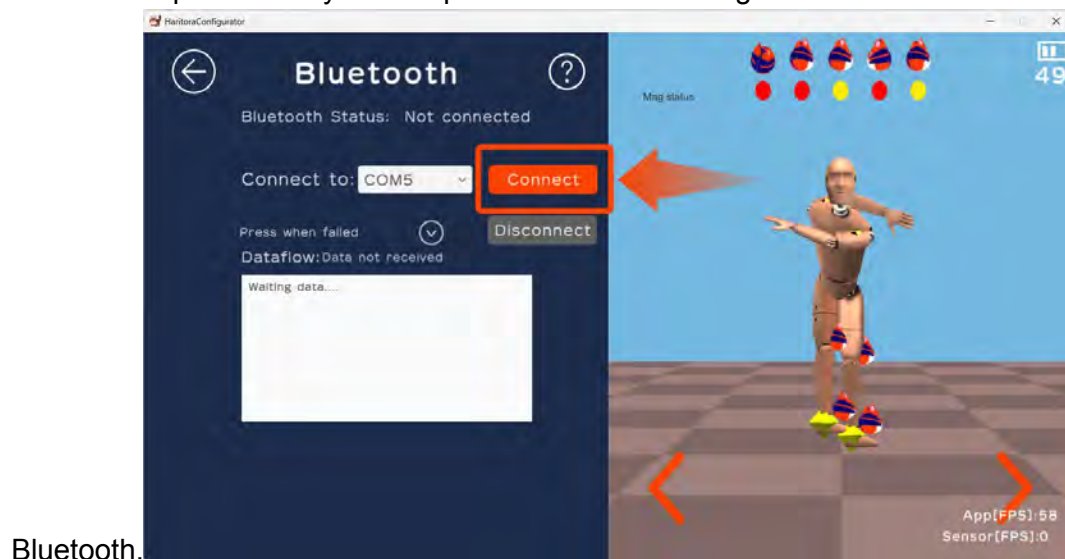 HaritoraConfigurator
Bluetooth
?
49
Mag status
Bluetooth Status: Not connected
Connect to: COM5
Connect
Press when failed
Disconnect
Dataflow:Data not received
Waiting data....
App[FPS]:58
Sensor[FPS]:0
Bluetooth.